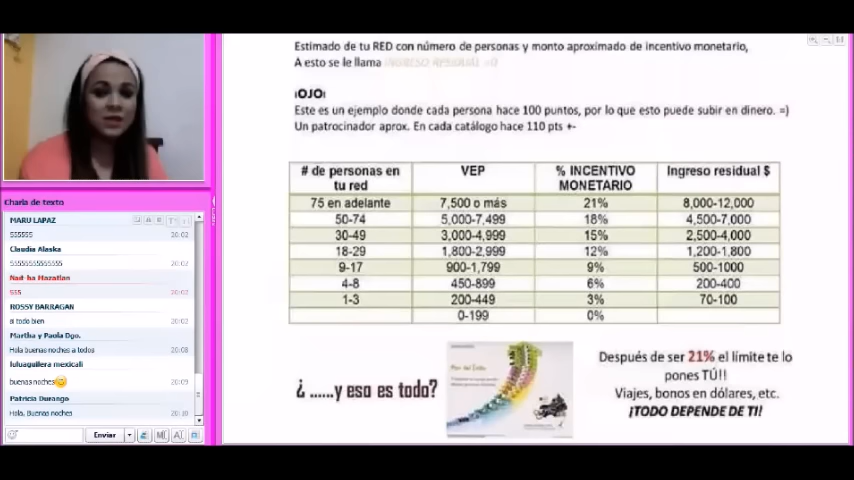 Estimado de tu RED con número de personas y monto aproximado de incentivo monetario,
A esto se le llama INGRESO RESIDUAL =D
¡OJO¡
Este es un ejemplo donde cada persona hace 100 puntos, por lo que esto puede subir en dinero. =)
Un patrocinador aprox. En cada catálogo hace 110 pts +-
# de personas en tu red VEP % INCENTIVO MONETARIO Ingreso residual $
75 en adelante 7,500 o más 21% 8,000-12,000
50-74 5,000-7,499 18% 4,500-7,000
30-49 3,000-4,999 15% 2,500-4,000
18-29 1,800-2,999 12% 1,200-1,800
9-17 900-1,799 9% 500-1000
4-8 450-899 6% 200-400
1-3 200-449 3% 70-100
0-199 0%
¿ ......y eso es todo?
Después de ser 21% el límite te lo
pones TÚ!!
Viajes, bonos en dólares, etc.
¡TODO DEPENDE DE TI!
Charla de texto
MARU LAPAZ
555555 20:02
Claudia Alaska
55555555555555 20:02
Nait-ha Mazatlan
555 20:02
ROSSY BARRAGAN
si todo bien 20:02
Martha y Paola Dgo.
Hola buenas noches a todos 20:08
luluaguilera mexicali
buenas noches 20:09
Patricia Durango
Hola, Buenas noches 20:10
Enviar